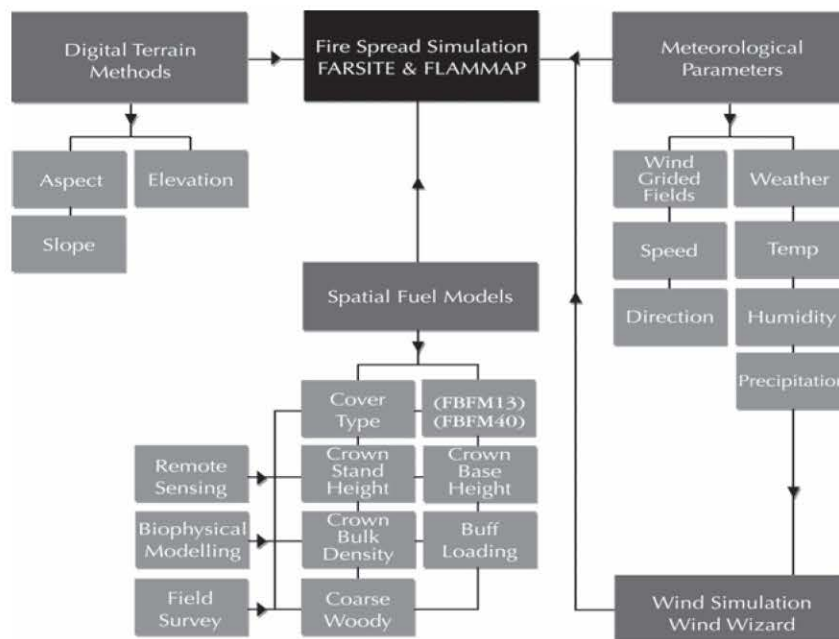 Digital Terrain
Methods
Fire Spread Simulation
FARSITE & FLAMMAP
Meteorological
Parameters
Aspect
Elevation
Slope
Wind
Grided
Fields
Weather
Speed
Temp
Direction
Humidity
Precipitation
Spatial Fuel Models
Cover
Type
(FBFM13)
(FBFM40)
Remote
Sensing
Crown
Stand
Height
Crown
Base
Height
Biophysical
Modelling
Crown
Bulk
Density
Buff
Loading
Field
Survey
Coarse
Woody
Wind Simulation
Wind Wizard